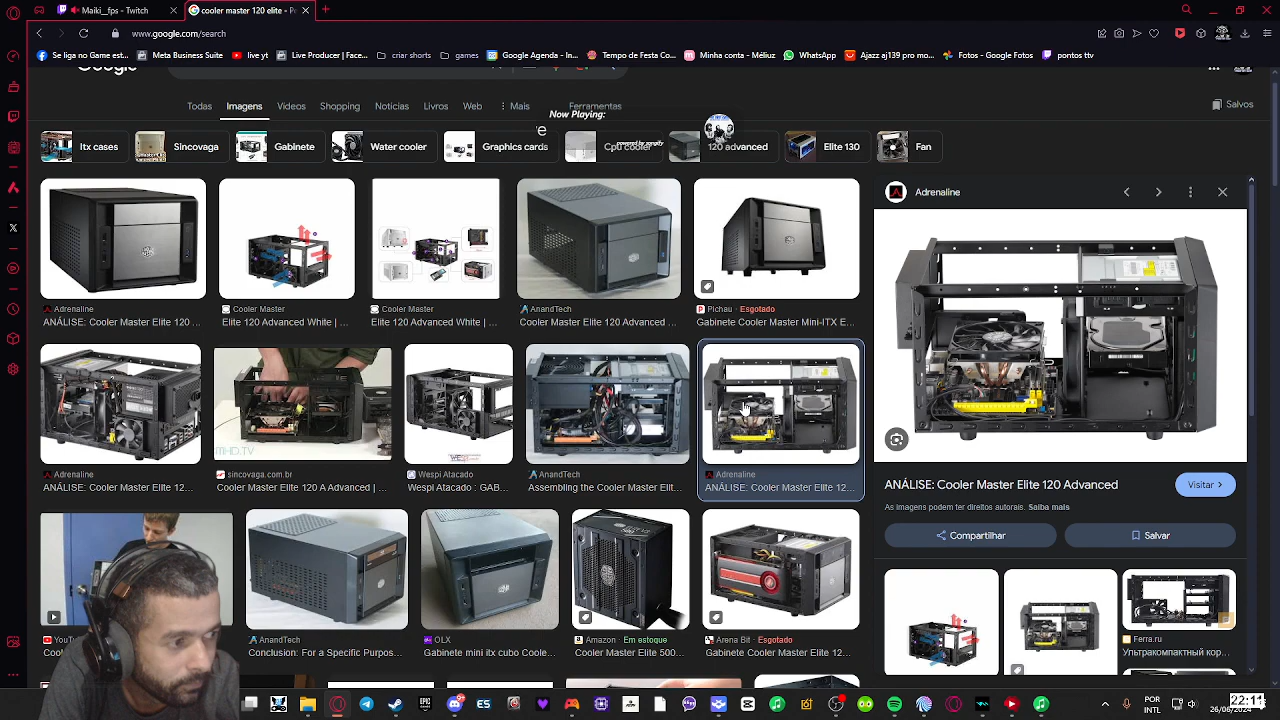 Maiki_fps - Twitch
cooler master 120 elite - Pe
www.google.com/search
Se liga no Game est...
Meta Business Suite
live yt
Live Producer | Face...
criar shorts
games
Google Agenda - In...
Tempo de Festa Co...
Minha conta - Méliuz
WhatsApp
Ajazz aj139 pro mo...
Fotos - Google Fotos
pontos ttv
Google
Todas
Imagens
Vídeos
Shopping
Notícias
Livros
Web
Mais
Ferramentas
Salvos
Now Playing:
e
Itx cases
Sincovaga
Gabinete
Water cooler
Graphics cards
Cpu cooler
120 advanced
Elite 130
Fan
Adrenaline
ANÁLISE: Cooler Master Elite 120 ...
Cooler Master
Elite 120 Advanced White | ...
Cooler Master
Elite 120 Advanced White | ...
AnandTech
Cooler Master Elite 120 Advanced ...
Pichau · Esgotado
Gabinete Cooler Master Mini-ITX E...
Adrenaline
Adrenaline
ANÁLISE: Cooler Master Elite 12...
MHD.TV
sincovaga.com.br
Cooler Master Elite 120 A Advanced | ...
Wespi Atacado
Wespi Atacado : GAB...
AnandTech
Assembling the Cooler Master Elit...
Adrenaline
ANÁLISE: Cooler Master Elite 12...
ANÁLISE: Cooler Master Elite 120 Advanced
Visitar
As imagens podem ter direitos autorais. Saiba mais
Compartilhar
Salvar
YouT
Cool
AnandTech
Conclusion: For a Specific Purpos...
OLX
Gabinete mini itx cubo Coole...
Amazon · Em estoque
Cooler Master Elite 500...
Arena Bit · Esgotado
Gabinete Cooler Master Elite 12...
Ferra.ru
Ультракомпактный кор...
POR
INTL
22:11
26/06/2024